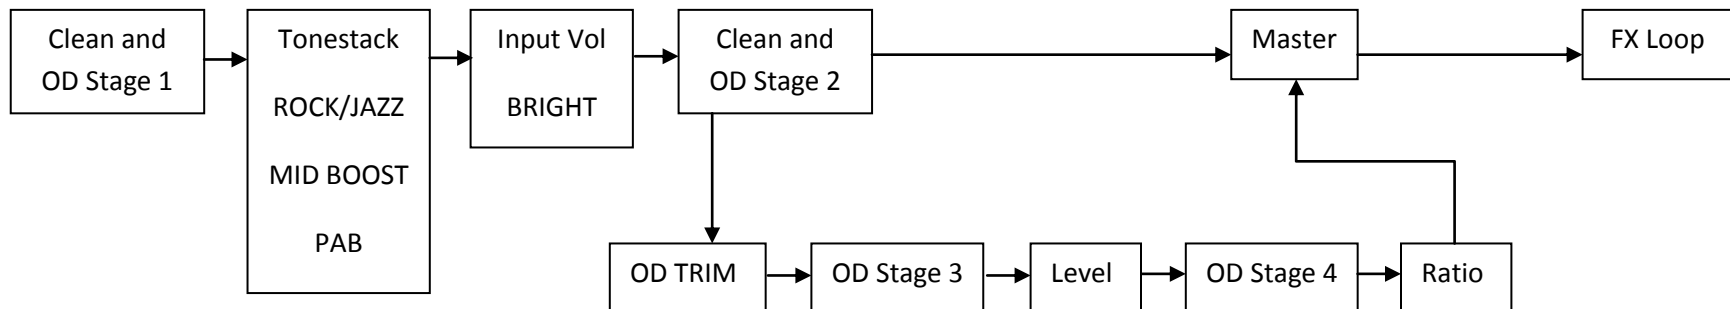 Clean and
OD Stage 1
Tonestack
ROCK/JAZZ
MID BOOST
PAB
Input Vol
BRIGHT
Clean and
OD Stage 2
Master
FX Loop
OD TRIM
OD Stage 3
Level
OD Stage 4
Ratio